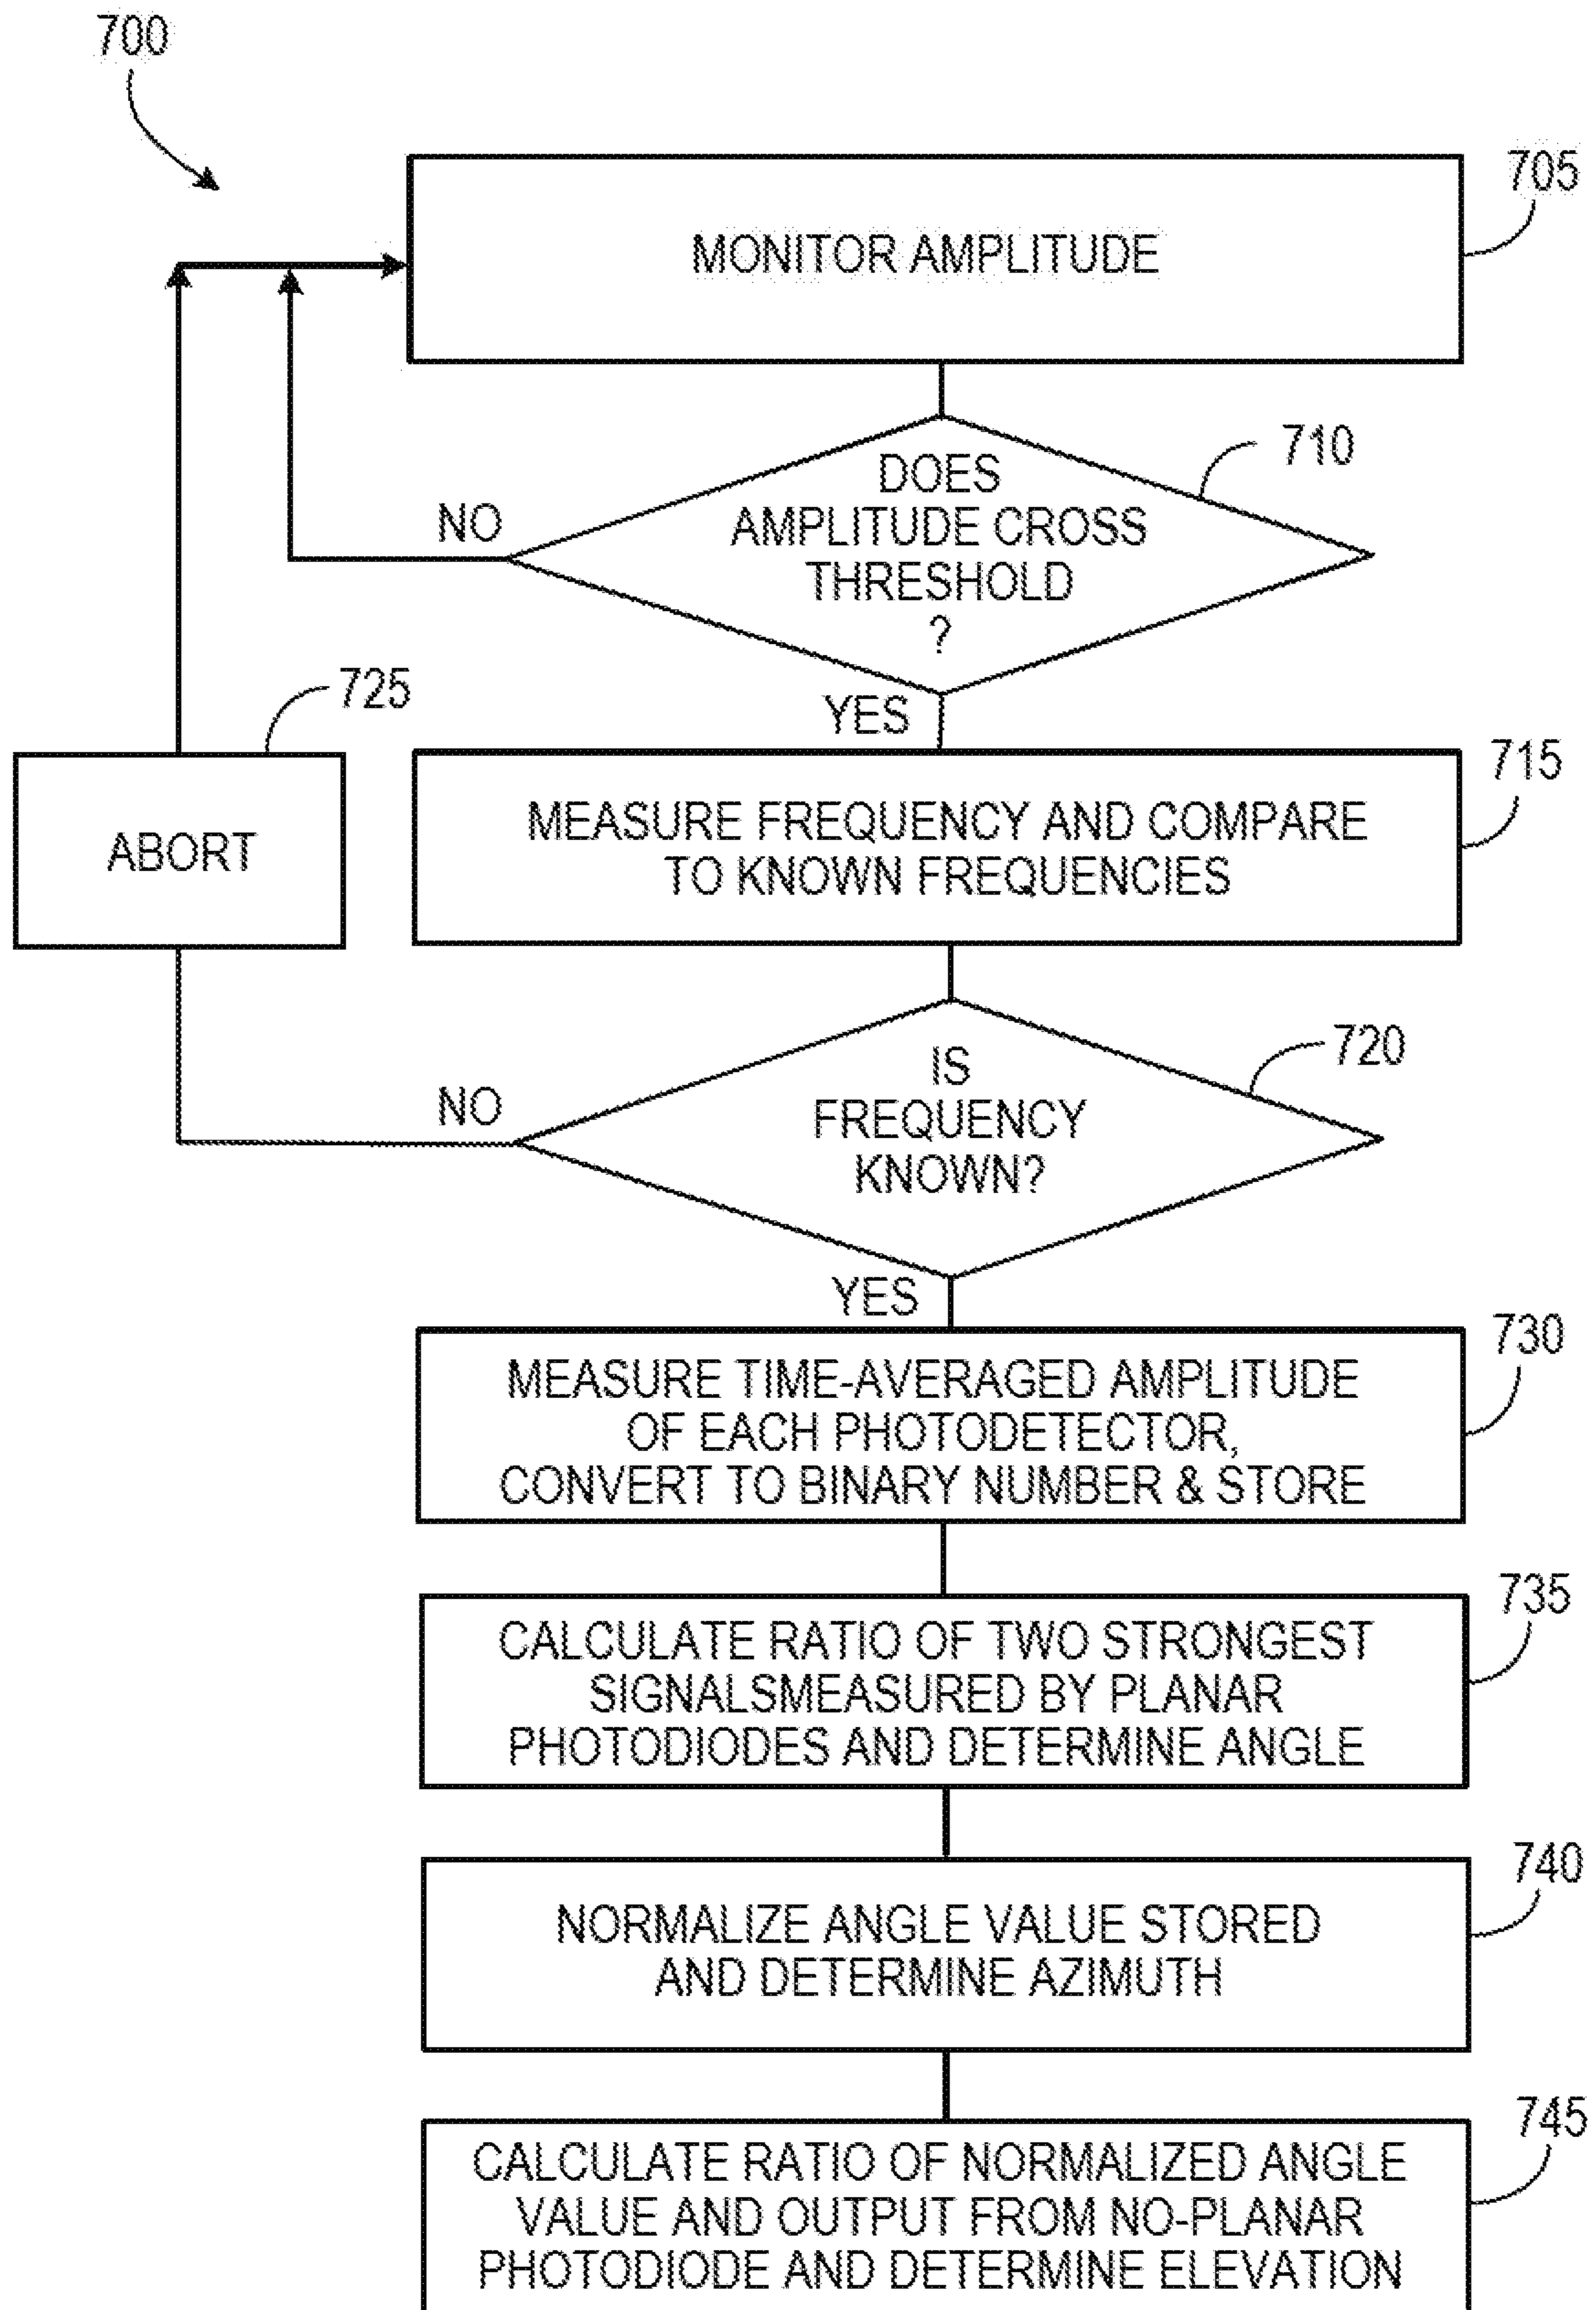 700
705
MONITOR AMPLITUDE
710
DOES
AMPLITUDE CROSS
THRESHOLD
?
NO
YES
725
ABORT
715
MEASURE FREQUENCY AND COMPARE
TO KNOWN FREQUENCIES
720
IS
FREQUENCY
KNOWN?
NO
YES
730
MEASURE TIME-AVERAGED AMPLITUDE
OF EACH PHOTODETECTOR,
CONVERT TO BINARY NUMBER & STORE
735
CALCULATE RATIO OF TWO STRONGEST
SIGNALSMEASURED BY PLANAR
PHOTODIODES AND DETERMINE ANGLE
740
NORMALIZE ANGLE VALUE STORED
AND DETERMINE AZIMUTH
745
CALCULATE RATIO OF NORMALIZED ANGLE
VALUE AND OUTPUT FROM NO-PLANAR
PHOTODIODE AND DETERMINE ELEVATION